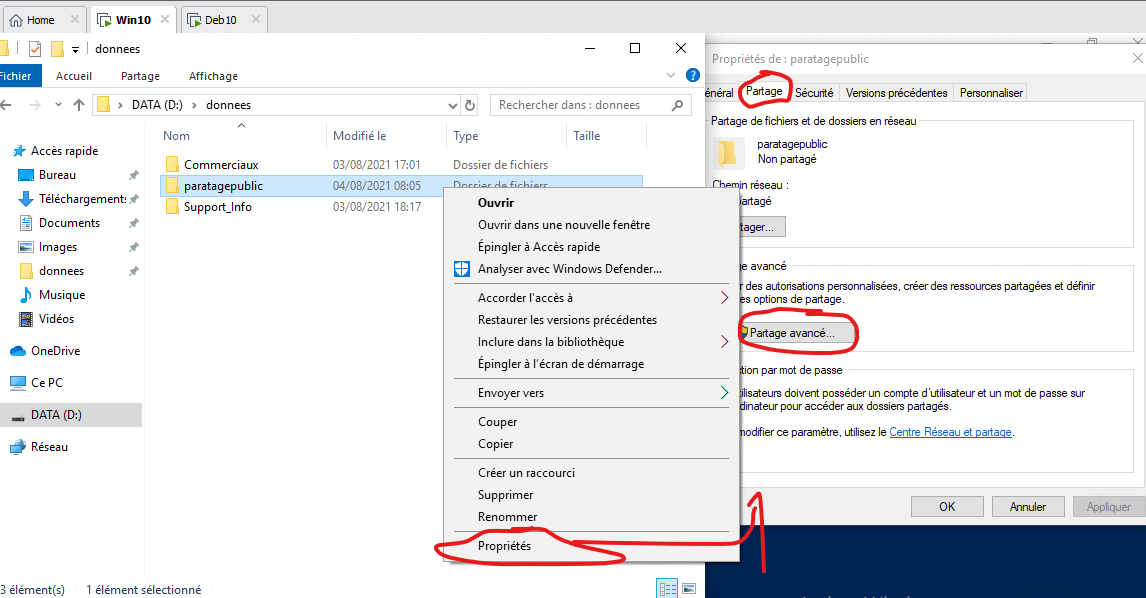 Home
Win10
Deb10
donnees
Fichier
Accueil
Partage
Affichage
DATA (D:)
donnees
Rechercher dans : donnees
Nom
Modifié le
Type
Taille
Accès rapide
Bureau
Téléchargements
Documents
Images
donnees
Musique
Vidéos
OneDrive
Ce PC
DATA (D:)
Réseau
Commerciaux 03/08/2021 17:01 Dossier de fichiers
paratagepublic 04/08/2021 08:05 Dossier de fichiers
Support_Info 03/08/2021 18:17
Ouvrir
Ouvrir dans une nouvelle fenêtre
Épingler à Accès rapide
Analyser avec Windows Defender...
Accorder l'accès à
Restaurer les versions précédentes
Inclure dans la bibliothèque
Épingler à l'écran de démarrage
Envoyer vers
Couper
Copier
Créer un raccourci
Supprimer
Renommer
Propriétés
3 élément(s)
1 élément sélectionné
Propriétés de : paratagepublic
énéral
Partage
Sécurité
Versions précédentes
Personnaliser
Partage de fichiers et de dossiers en réseau
paratagepublic
Non partagé
Chemin réseau :
artagé
tager...
ge avancé
r des autorisations personnalisées, créer des ressources partagées et définir
es options de partage.
Partage avancé...
tion par mot de passe
tilisateurs doivent posséder un compte d'utilisateur et un mot de passe sur
dinateur pour accéder aux dossiers partagés.
modifier ce paramètre, utilisez le Centre Réseau et partage.
OK
Annuler
Appliquer